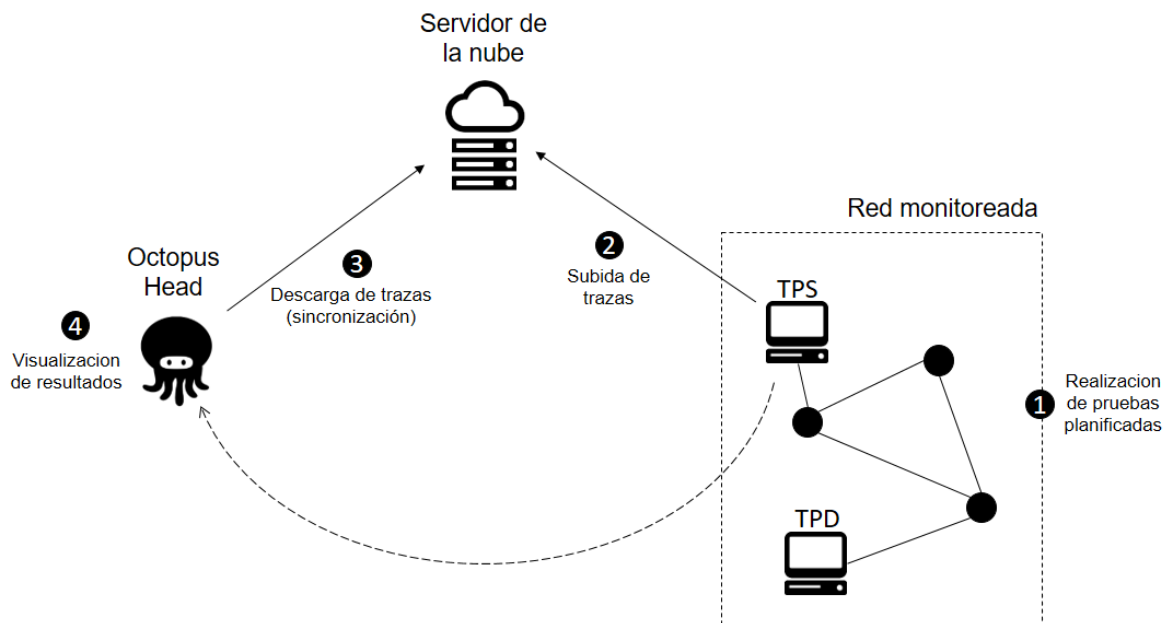 Servidor de
la nube
Red monitoreada
Octopus
Head
3
Descarga de trazas
(sincronización)
2
Subida de
trazas
TPS
4
Visualizacion
de resultados
1
Realizacion
de pruebas
planificadas
TPD